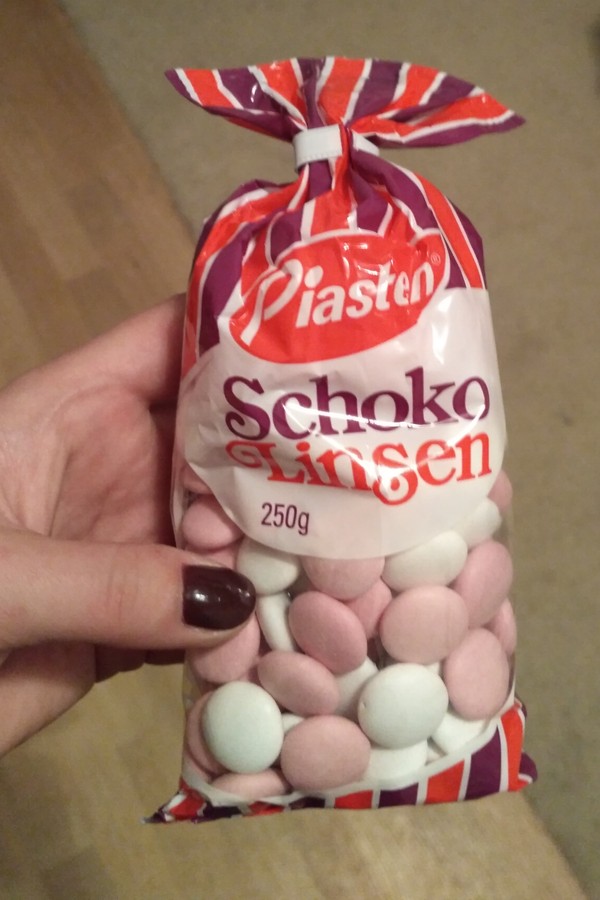 Piasten®
Schoko
Linsen
250g